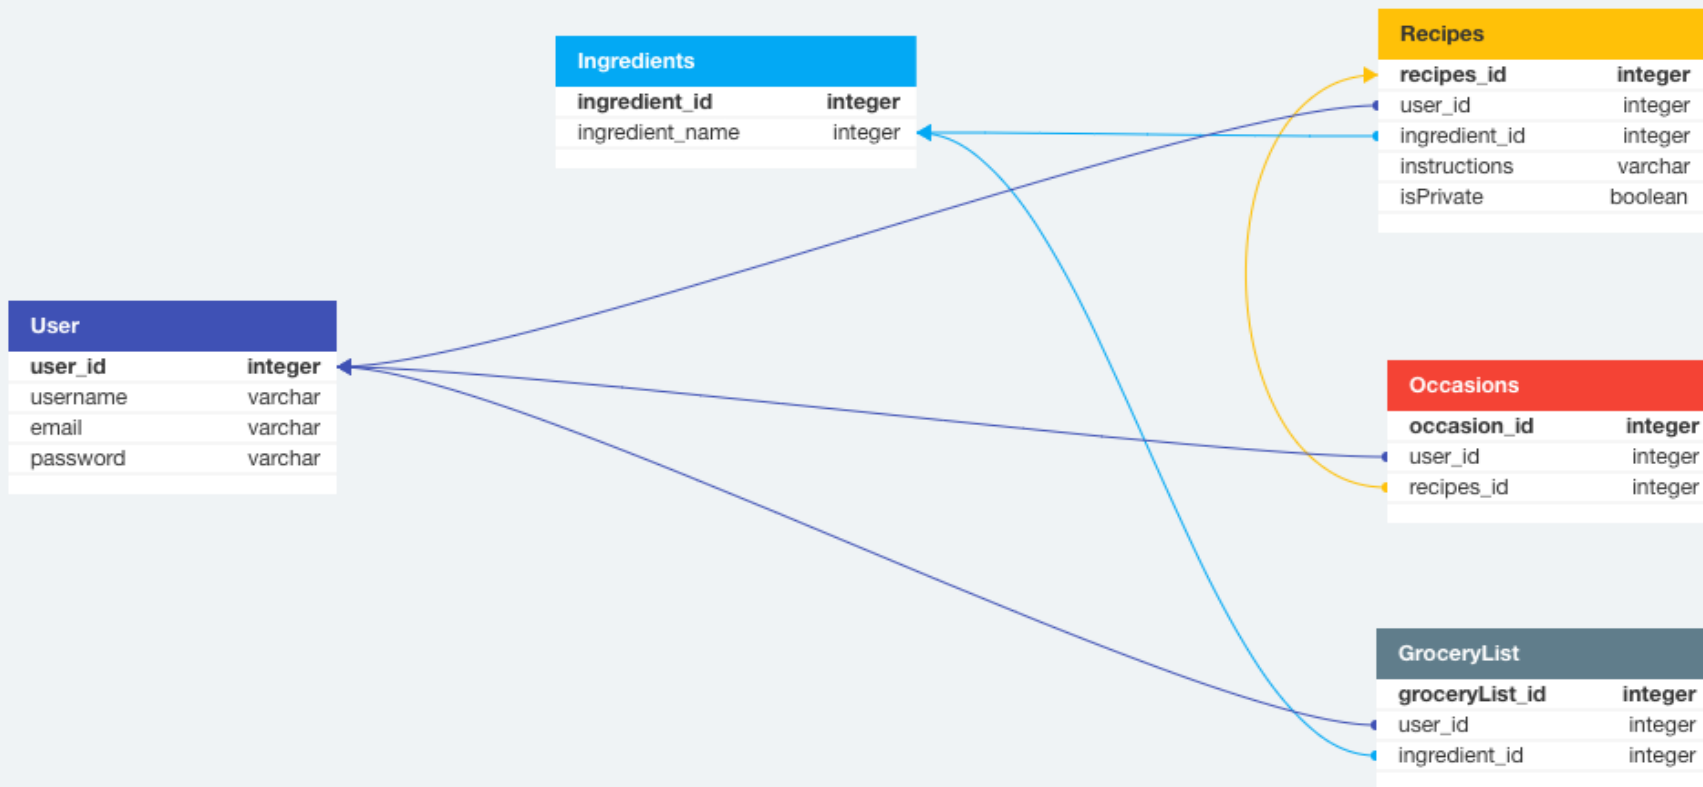 Ingredients
ingredient_id integer
ingredient_name integer
Recipes
recipes_id integer
user_id integer
ingredient_id integer
instructions varchar
isPrivate boolean
User
user_id integer
username varchar
email varchar
password varchar
Occasions
occasion_id integer
user_id integer
recipes_id integer
GroceryList
groceryList_id integer
user_id integer
ingredient_id integer